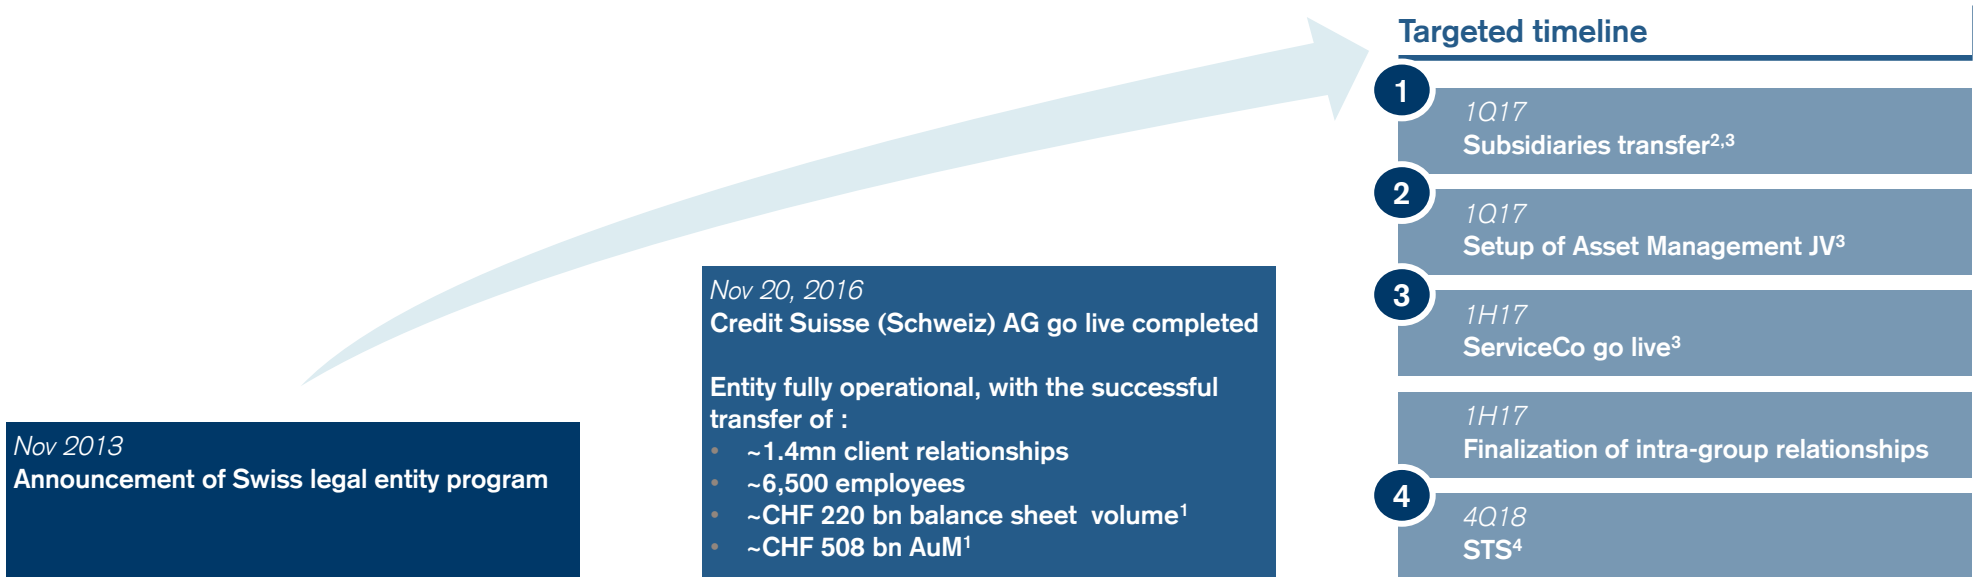 Nov 2013
Announcement of Swiss legal entity program
Nov 20, 2016
Credit Suisse (Schweiz) AG go live completed
Entity fully operational, with the successful
transfer of :
• ~1.4mn client relationships
• ~6,500 employees
• ~CHF 220 bn balance sheet volume¹
• ~CHF 508 bn AuM¹
Targeted timeline
1
1Q17
Subsidiaries transfer²,³
2
1Q17
Setup of Asset Management JV³
3
1H17
ServiceCo go live³
1H17
Finalization of intra-group relationships
4
4Q18
STS⁴